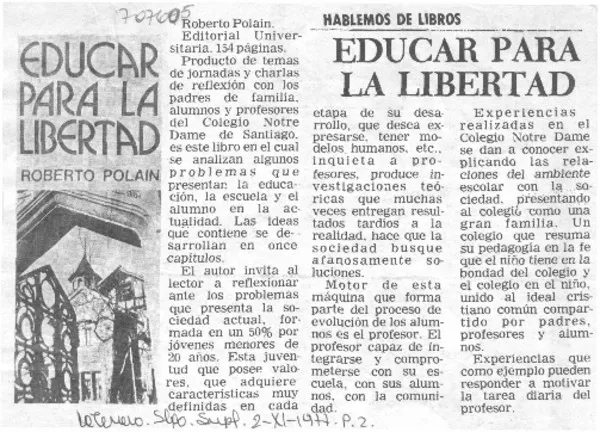 707605
EDUCAR
PARA LA
LIBERTAD
ROBERTO POLAIN
Roberto Polain.
Editorial Univer-
sitaria. 154 páginas.
Producto de temas
de jornadas y charlas
de reflexión con los
padres de familia,
alumnos y profesores
del Colegio Notre
Dame de Santiago,
es este libro en el cual
se analizan algunos
problemas que
presentan la educa-
ción, la escuela y el
alumno en la ac-
tualidad. Las ideas
que contiene se de-
sarrollan en once
capítulos.
El autor invita al
lector a reflexionar
ante los problemas
que presenta la so-
ciedad actual, for-
mada en un 50% por
jóvenes menores de
20 años. Esta juven-
tud que posee valo-
res, que adquiere
características muy
definidas en cada
HABLEMOS DE LIBROS
EDUCAR PARA
LA LIBERTAD
etapa de su desa-
rrollo, que desca ex-
presarse, tener mo-
delos humanos, etc.,
inquieta a pro-
fesores, produce in-
vestigaciones teó-
ricas que muchas
veces entregan resul-
tados tardíos a la
realidad, hace que la
sociedad busque
afanosamente so-
luciones.
Motor de esta
máquina que forma
parte del proceso de
evolución de los alum-
nos es el profesor. El
profesor capaz de in-
tegrarse y compro-
meterse con su es-
cuela, con sus alum-
nos, con la comuni-
dad.
Experiencias
realizadas en el
Colegio Notre Dame
se dan a conocer ex-
plicando las rela-
ciones del ambiente
escolar con la so-
ciedad, presentando
al colegio como una
gran familia. Un
colegio que resuma
su pedagogía en la fe
que el niño tiene en la
bondad del colegio y
el colegio en el niño,
unido al ideal cris-
tiano común compar-
tido por padres,
profesores y alum-
nos.
Experiencias que
como ejemplo pueden
responder a motivar
la tarea diaria del
profesor.
La Tercera. Stgo. Supl. 2-XI-1977. P. 2.